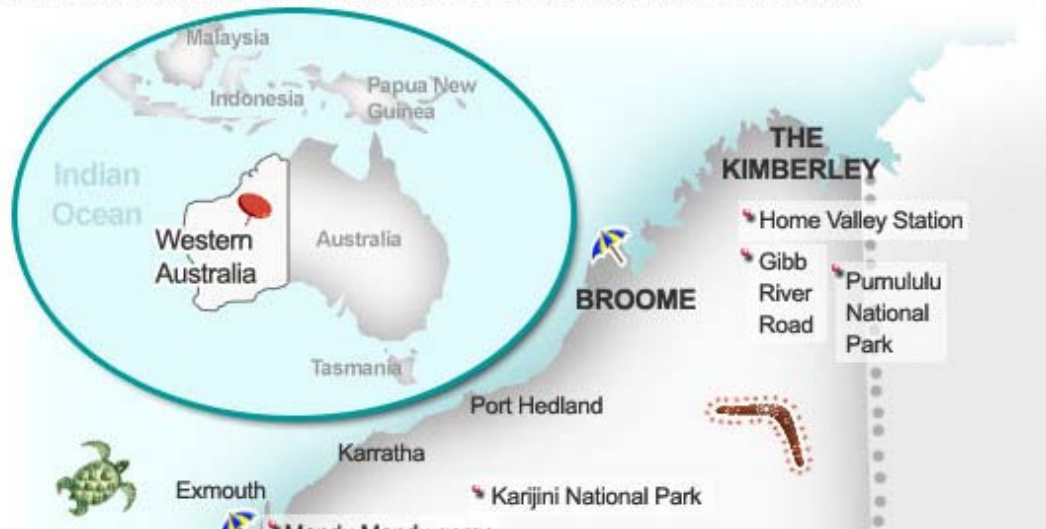 Malaysia
Indonesia
Papua New
Guinea
Indian
Ocean
Western
Australia
Australia
Tasmania
THE
KIMBERLEY
Home Valley Station
Gibb
River
Road
Purnululu
National
Park
BROOME
Port Hedland
Karratha
Exmouth
Karijini National Park